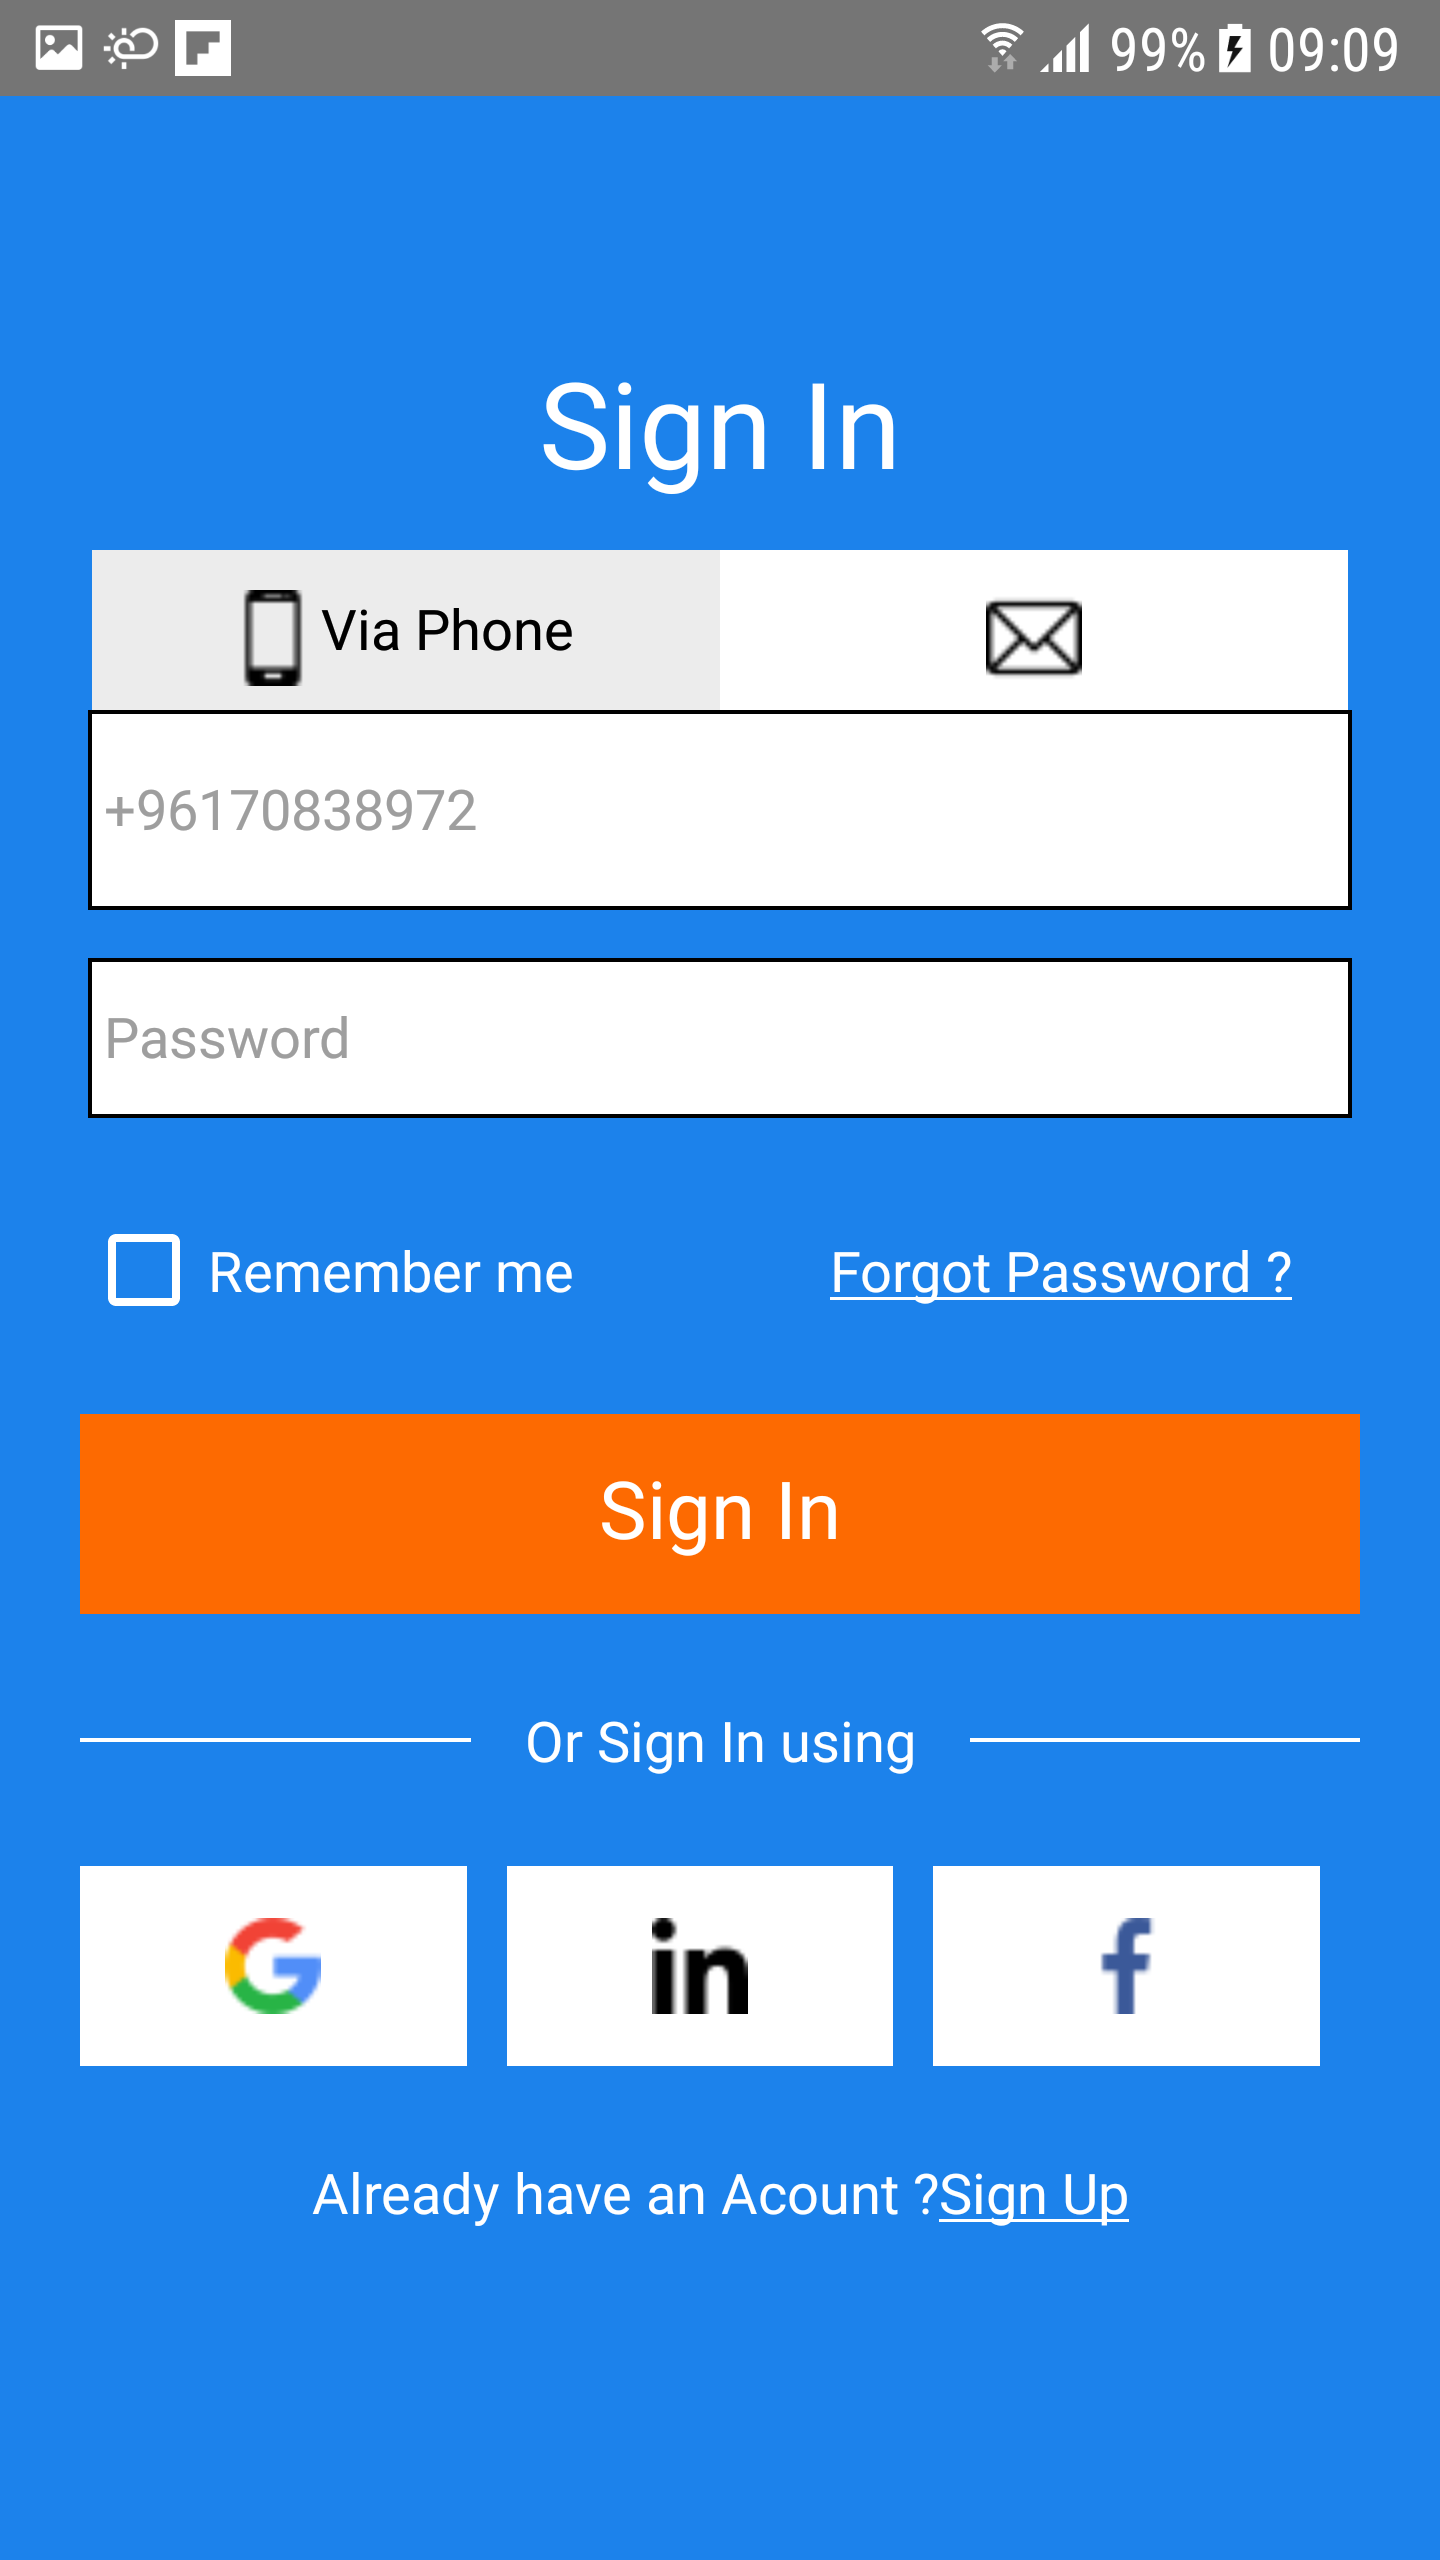 99% 09:09
Sign In
Via Phone
+96170838972
Password
Remember me Forgot Password ?
Sign In
Or Sign In using
in
Already have an Acount ?Sign Up